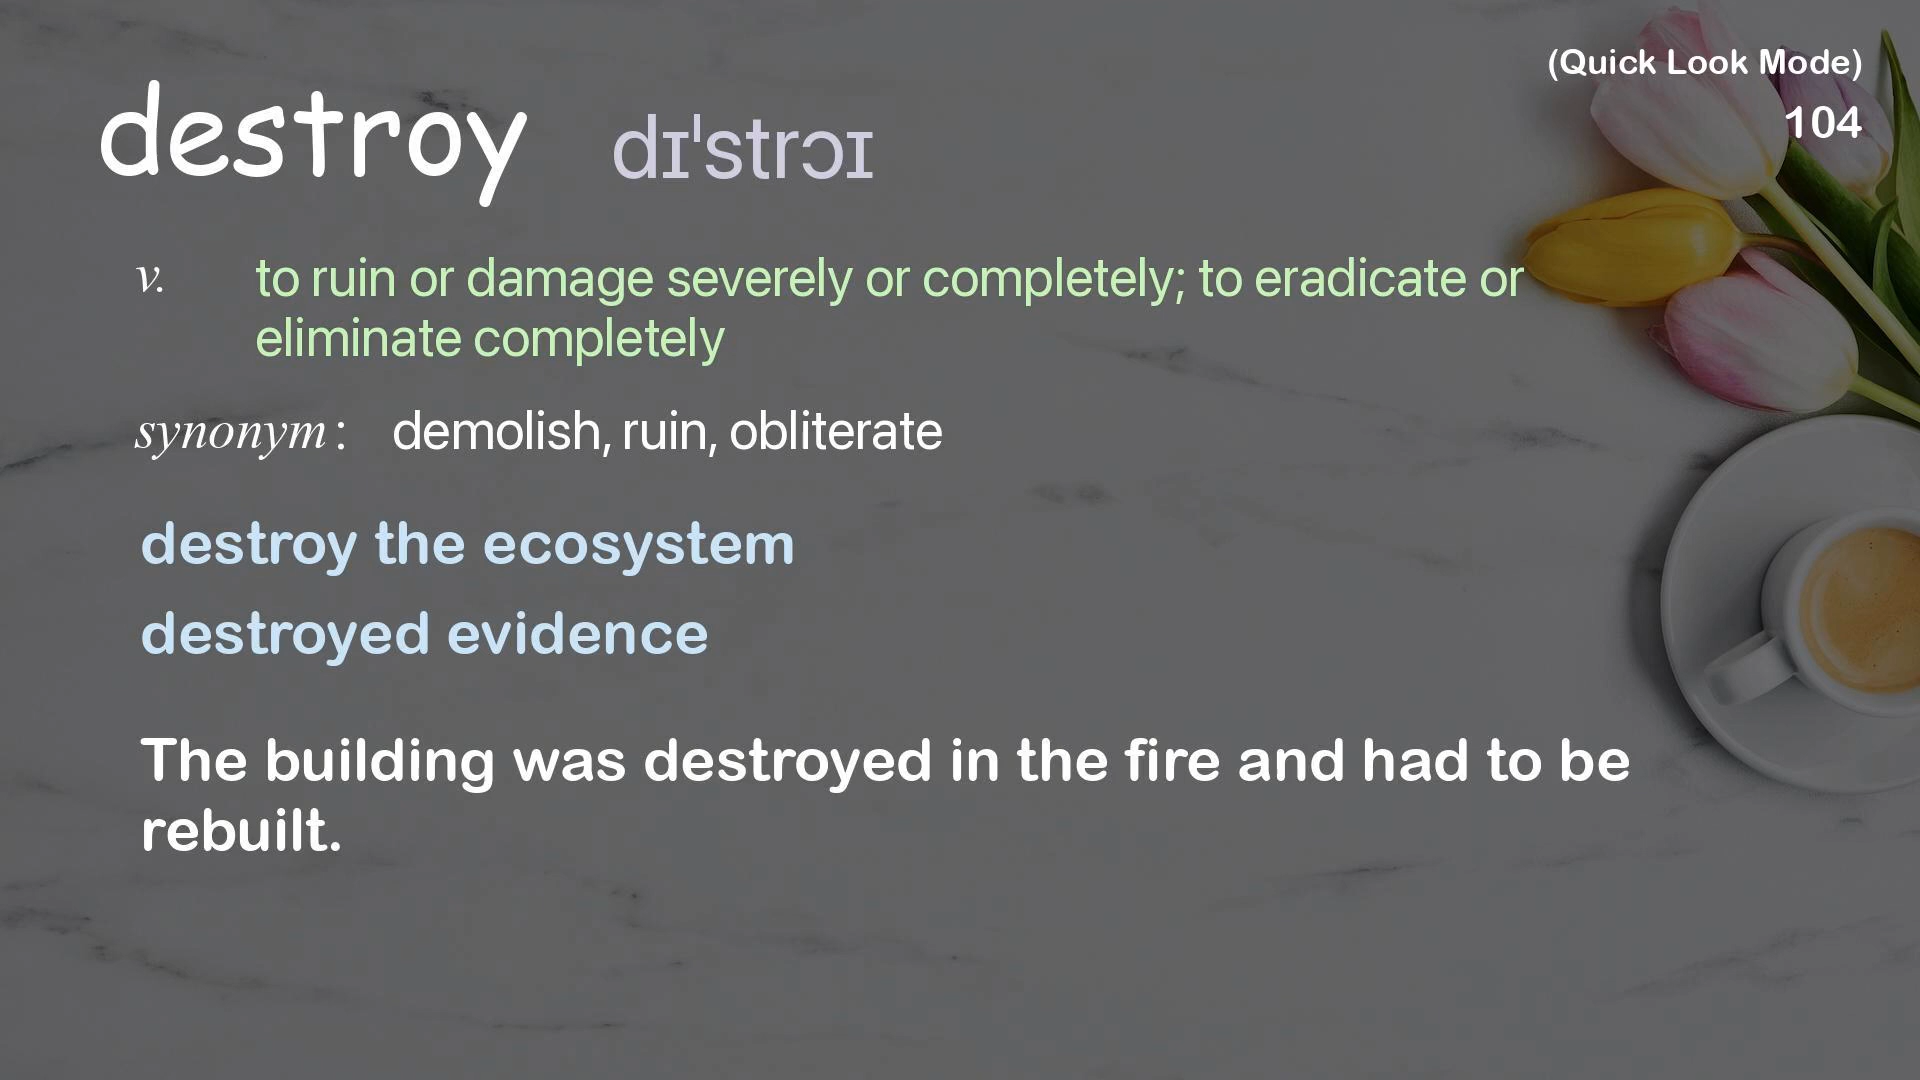 (Quick Look Mode)
104
destroy dɪˈstrɔɪ
v. to ruin or damage severely or completely; to eradicate or
eliminate completely
synonym : demolish, ruin, obliterate
destroy the ecosystem
destroyed evidence
The building was destroyed in the fire and had to be
rebuilt.